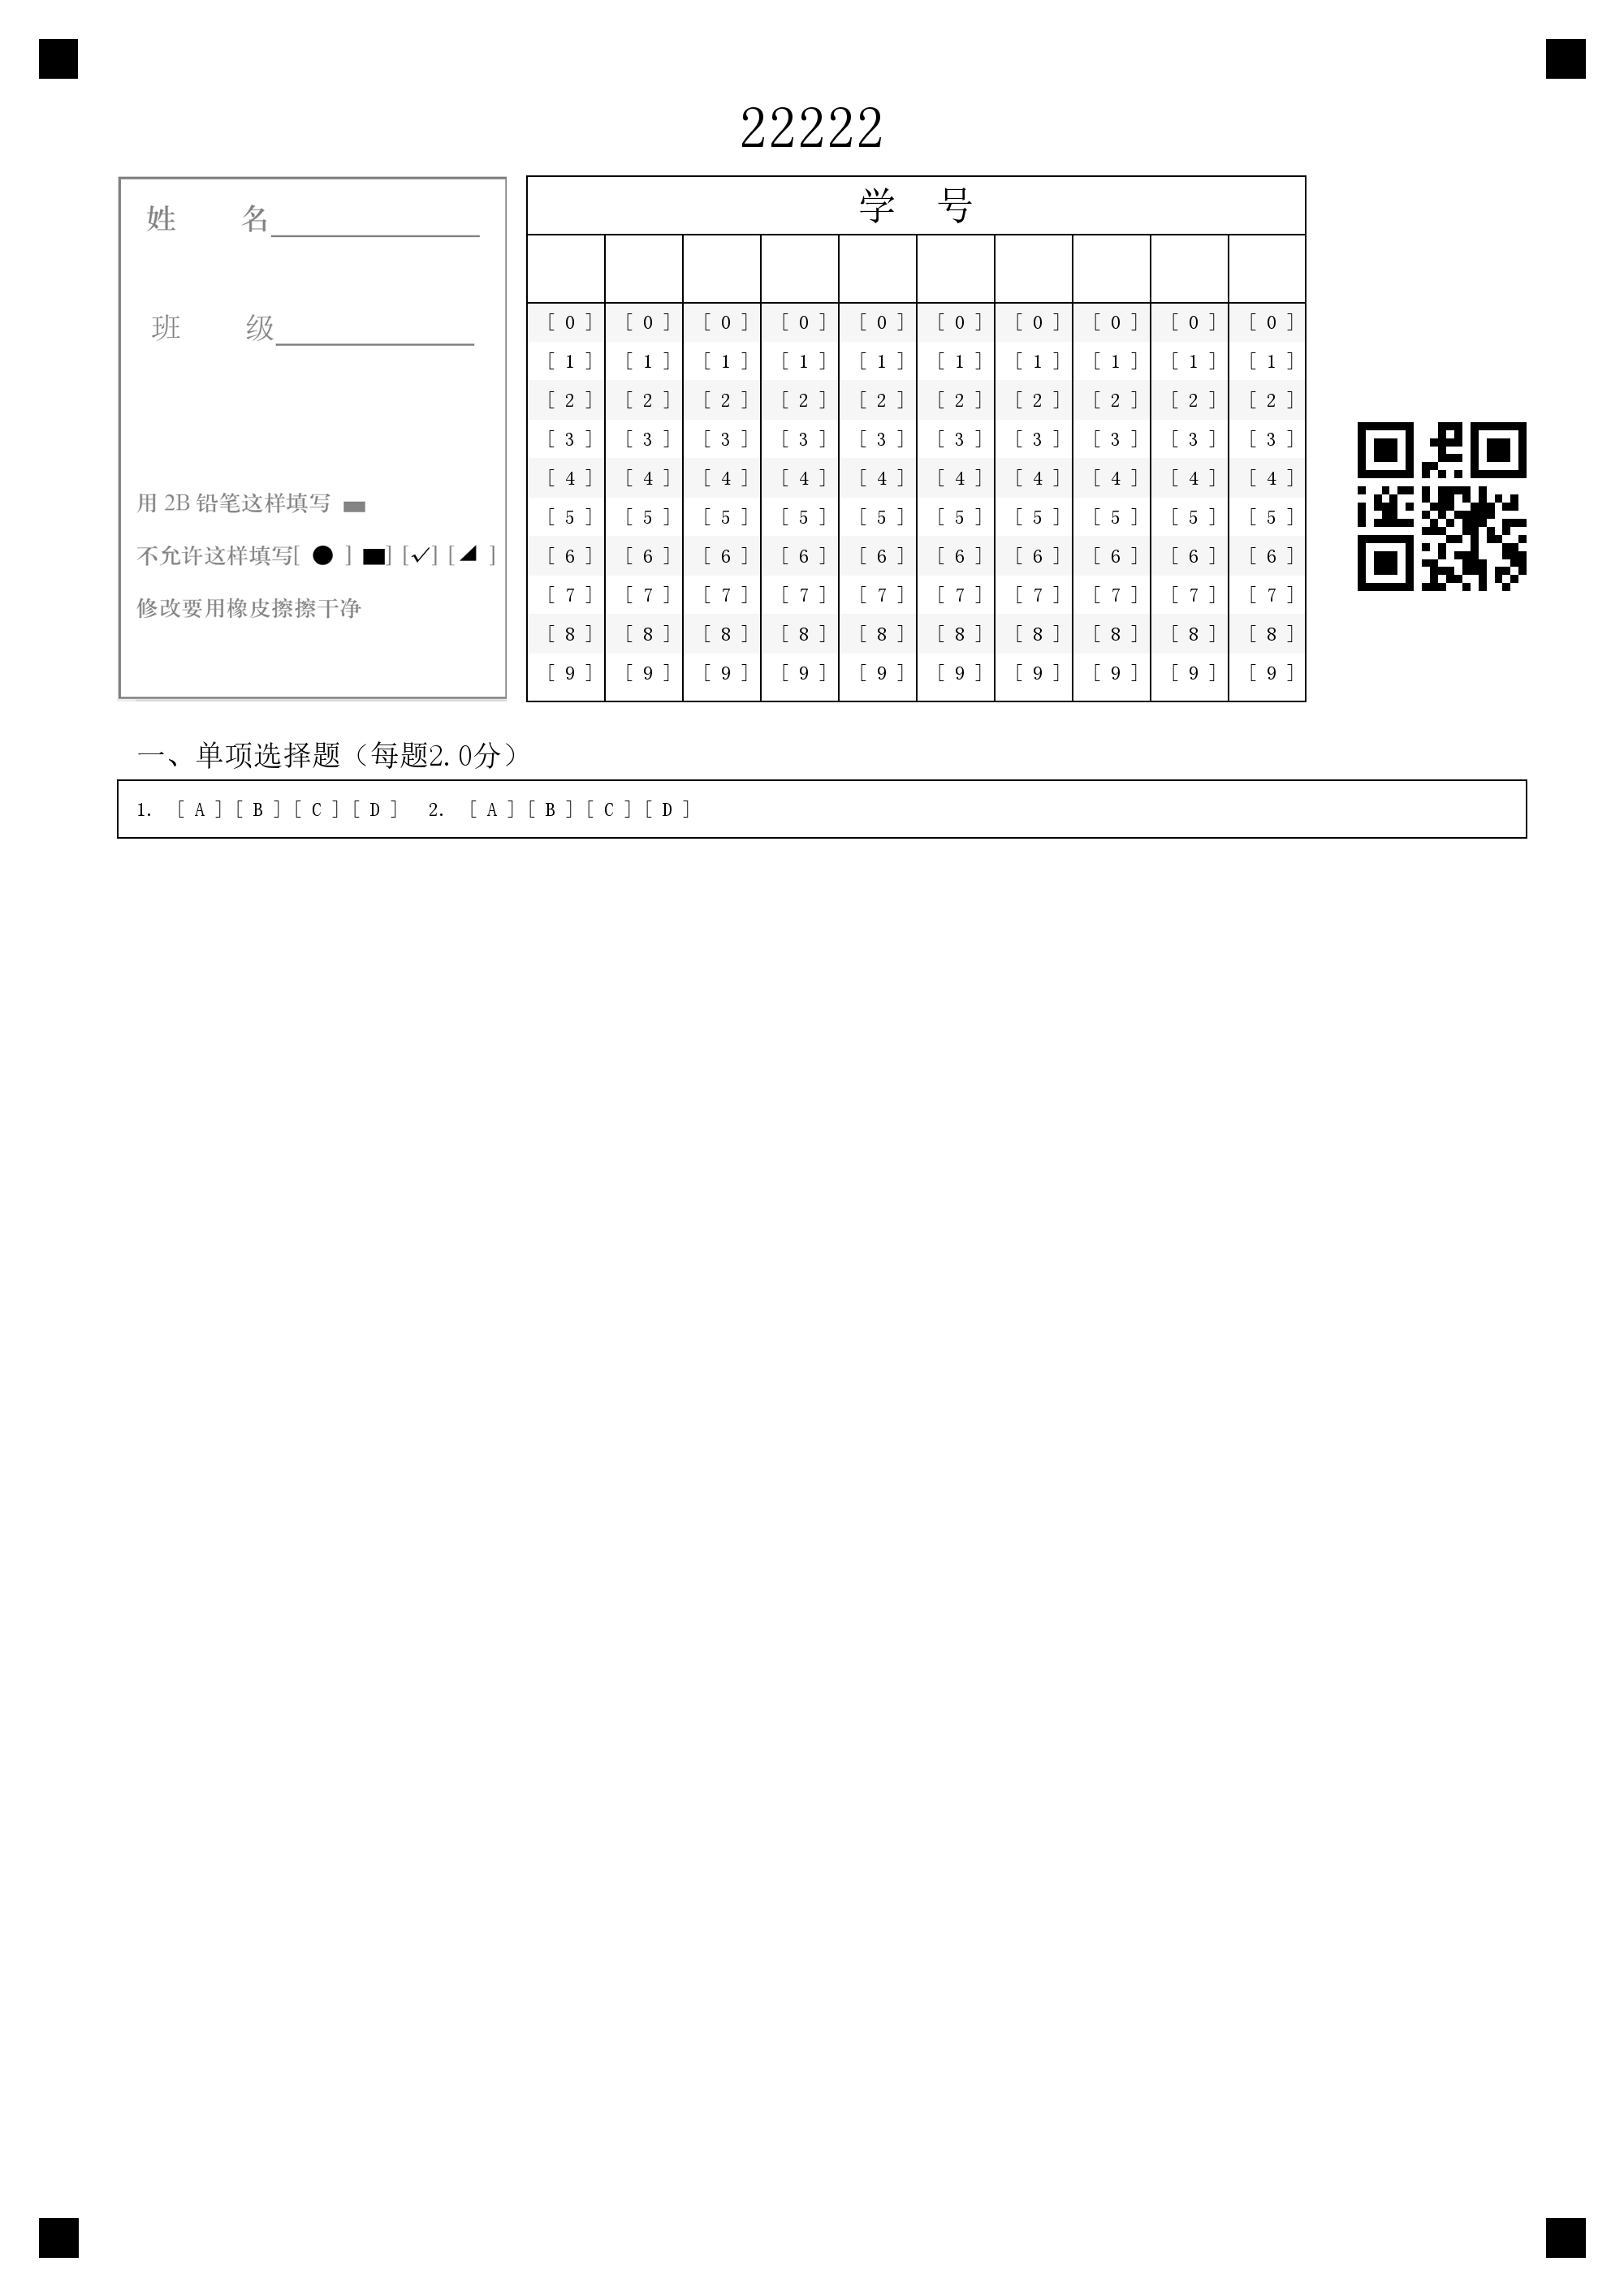 22222
姓 名
班 级
用 2B 铅笔这样填写
不允许这样填写[ ● ] ■] [✓] [◢ ]
修改要用橡皮擦擦干净
学 号
[ 0 ] [ 0 ] [ 0 ] [ 0 ] [ 0 ] [ 0 ] [ 0 ] [ 0 ] [ 0 ] [ 0 ]
[ 1 ] [ 1 ] [ 1 ] [ 1 ] [ 1 ] [ 1 ] [ 1 ] [ 1 ] [ 1 ] [ 1 ]
[ 2 ] [ 2 ] [ 2 ] [ 2 ] [ 2 ] [ 2 ] [ 2 ] [ 2 ] [ 2 ] [ 2 ]
[ 3 ] [ 3 ] [ 3 ] [ 3 ] [ 3 ] [ 3 ] [ 3 ] [ 3 ] [ 3 ] [ 3 ]
[ 4 ] [ 4 ] [ 4 ] [ 4 ] [ 4 ] [ 4 ] [ 4 ] [ 4 ] [ 4 ] [ 4 ]
[ 5 ] [ 5 ] [ 5 ] [ 5 ] [ 5 ] [ 5 ] [ 5 ] [ 5 ] [ 5 ] [ 5 ]
[ 6 ] [ 6 ] [ 6 ] [ 6 ] [ 6 ] [ 6 ] [ 6 ] [ 6 ] [ 6 ] [ 6 ]
[ 7 ] [ 7 ] [ 7 ] [ 7 ] [ 7 ] [ 7 ] [ 7 ] [ 7 ] [ 7 ] [ 7 ]
[ 8 ] [ 8 ] [ 8 ] [ 8 ] [ 8 ] [ 8 ] [ 8 ] [ 8 ] [ 8 ] [ 8 ]
[ 9 ] [ 9 ] [ 9 ] [ 9 ] [ 9 ] [ 9 ] [ 9 ] [ 9 ] [ 9 ] [ 9 ]
一、单项选择题（每题2.0分）
1. [ A ] [ B ] [ C ] [ D ] 2. [ A ] [ B ] [ C ] [ D ]